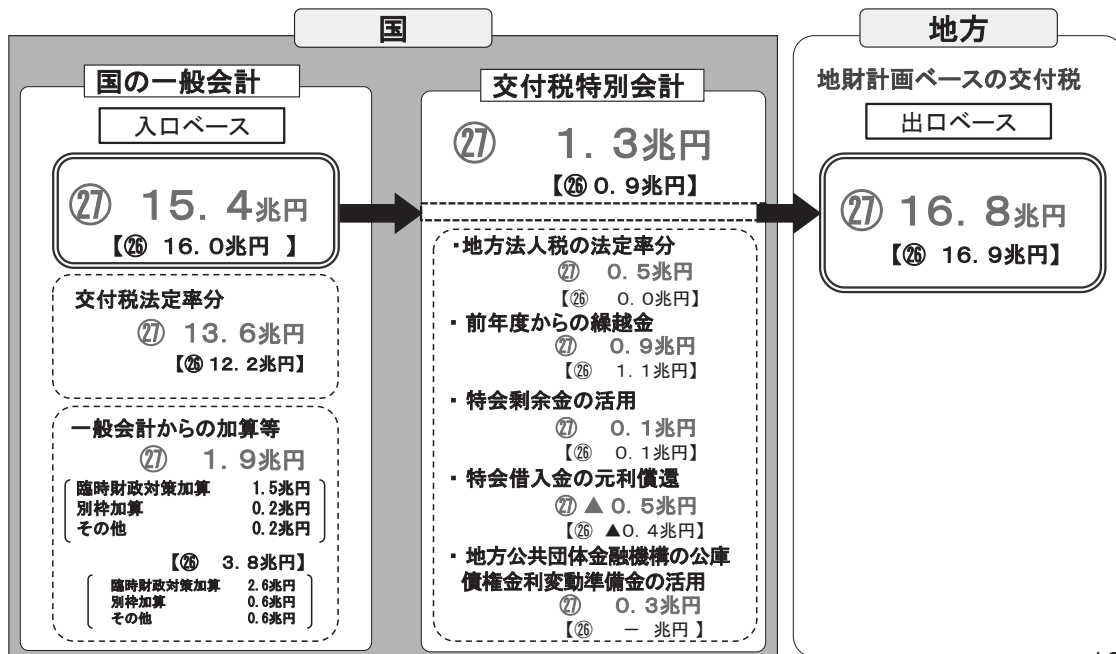 国
国の一般会計
入口ベース
㉗ 15. 4兆円
【㉖ 16. 0兆円 】
交付税法定率分
㉗ 13. 6兆円
【㉖ 12. 2兆円】
一般会計からの加算等
㉗ 1. 9兆円
臨時財政対策加算 1.5兆円
別枠加算 0.2兆円
その他 0.2兆円
【㉖ 3. 8兆円】
臨時財政対策加算 2.6兆円
別枠加算 0.6兆円
その他 0.6兆円
交付税特別会計
㉗ 1. 3兆円
【㉖ 0. 9兆円】
・地方法人税の法定率分
㉗ 0. 5兆円
【㉖ 0. 0兆円】
・ 前年度からの繰越金
㉗ 0. 9兆円
【㉖ 1. 1兆円】
・ 特会剰余金の活用
㉗ 0. 1兆円
【㉖ 0. 1兆円】
・ 特会借入金の元利償還
㉗ ▲ 0. 5兆円
【㉖ ▲0. 4兆円】
・ 地方公共団体金融機構の公庫
債権金利変動準備金の活用
㉗ 0. 3兆円
【㉖ － 兆円 】
地方
地財計画ベースの交付税
出口ベース
㉗ 16. 8兆円
【㉖ 16. 9兆円】